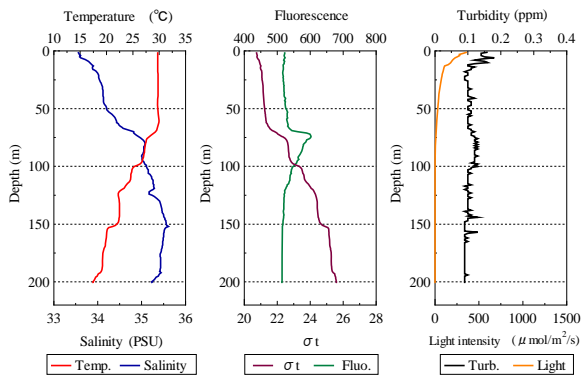 Temperature (℃)
10 15 20 25 30 35
0
50
100
150
200
Depth (m)
33 34 35 36
Salinity (PSU)
Temp. Salinity
Fluorescence
400 500 600 700 800
0
50
100
150
200
Depth (m)
20 22 24 26 28
σt
σt Fluo.
Turbidity (ppm)
0 0.1 0.2 0.3 0.4
0
50
100
150
200
Depth (m)
0 500 1000 1500
Light intensity (μmol/m²/s)
Turb. Light